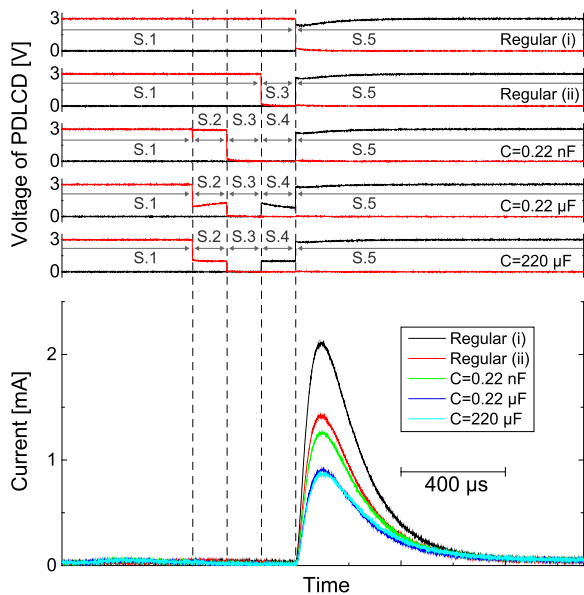 Voltage of PDLCD [V]
3
0
S.1
S.5
Regular (i)
3
0
S.1
S.3
S.5
Regular (ii)
3
0
S.1
S.2
S.3
S.4
S.5
C=0.22 nF
3
0
S.1
S.2
S.3
S.4
S.5
C=0.22 µF
3
0
S.1
S.2
S.3
S.4
S.5
C=220 µF
Current [mA]
2
1
0
Regular (i)
Regular (ii)
C=0.22 nF
C=0.22 µF
C=220 µF
400 µs
Time